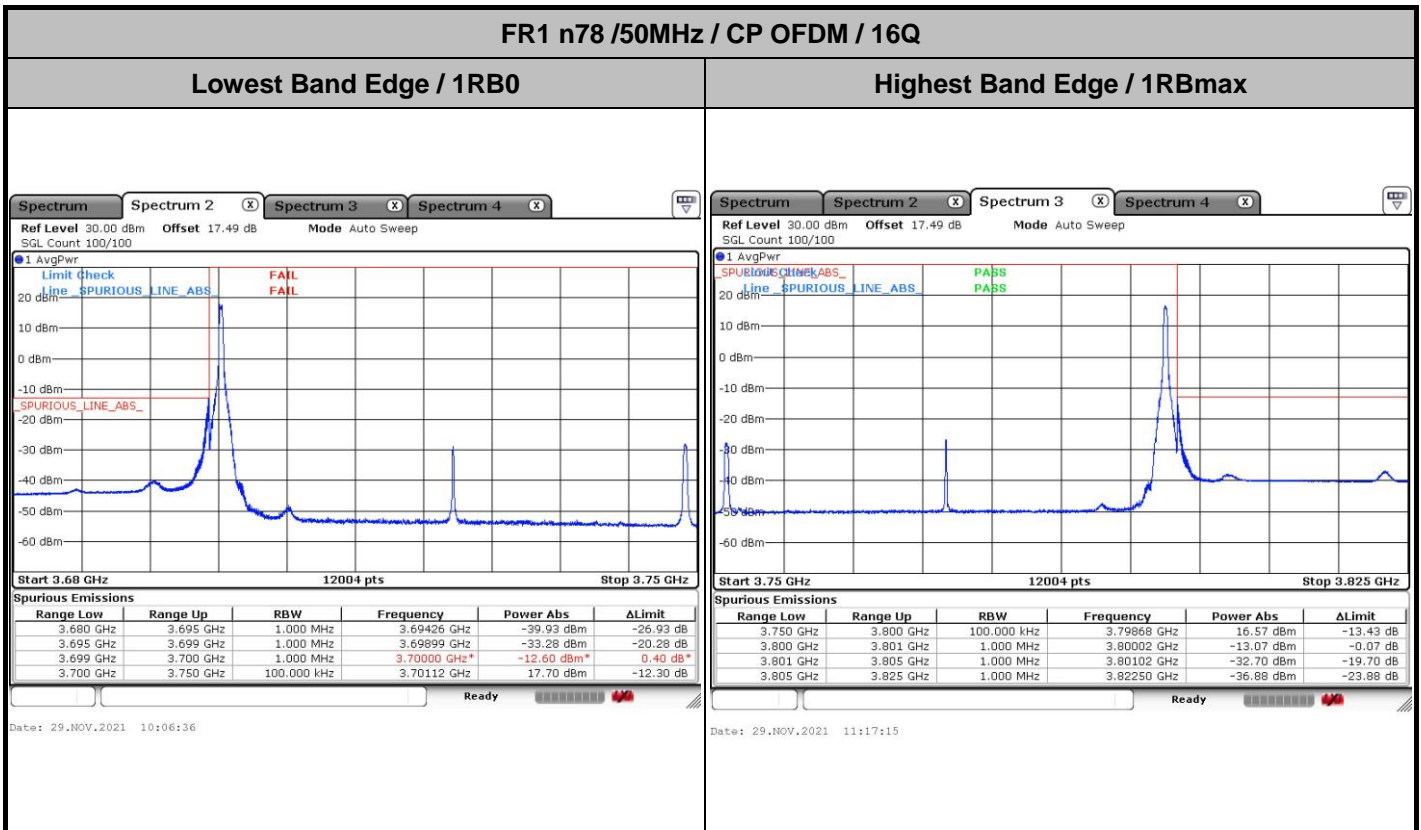 FR1 n78 /50MHz / CP OFDM / 16Q
Lowest Band Edge / 1RB0
Highest Band Edge / 1RBmax
Spectrum Spectrum 2 X Spectrum 3 X Spectrum 4 X
Ref Level 30.00 dBm Offset 17.49 dB Mode Auto Sweep
SGL Count 100/100
1 AvgPwr
Limit Check FAIL
20 dBm Line _SPURIOUS_LINE_ABS_ FAIL
10 dBm
0 dBm
-10 dBm
_SPURIOUS_LINE_ABS_
-20 dBm
-30 dBm
-40 dBm
-50 dBm
-60 dBm
Start 3.68 GHz 12004 pts Stop 3.75 GHz
Spurious Emissions
Range Low Range Up RBW Frequency Power Abs ΔLimit
3.680 GHz 3.695 GHz 1.000 MHz 3.69426 GHz -39.93 dBm -26.93 dB
3.695 GHz 3.699 GHz 1.000 MHz 3.69899 GHz -33.28 dBm -20.28 dB
3.699 GHz 3.700 GHz 1.000 MHz 3.70000 GHz* -12.60 dBm* 0.40 dB*
3.700 GHz 3.750 GHz 100.000 kHz 3.70112 GHz 17.70 dBm -12.30 dB
Ready
Date: 29.NOV.2021 10:06:36
Spectrum Spectrum 2 X Spectrum 3 X Spectrum 4 X
Ref Level 30.00 dBm Offset 17.49 dB Mode Auto Sweep
SGL Count 100/100
1 AvgPwr
_SPURIOUS_LINE_ABS_ Limit Check PASS
20 dBm Line _SPURIOUS_LINE_ABS_ PASS
10 dBm
0 dBm
-10 dBm
-20 dBm
-30 dBm
-40 dBm
-50 dBm
-60 dBm
Start 3.75 GHz 12004 pts Stop 3.825 GHz
Spurious Emissions
Range Low Range Up RBW Frequency Power Abs ΔLimit
3.750 GHz 3.800 GHz 100.000 kHz 3.79868 GHz 16.57 dBm -13.43 dB
3.800 GHz 3.801 GHz 1.000 MHz 3.80002 GHz -13.07 dBm -0.07 dB
3.801 GHz 3.805 GHz 1.000 MHz 3.80102 GHz -32.70 dBm -19.70 dB
3.805 GHz 3.825 GHz 1.000 MHz 3.82250 GHz -36.88 dBm -23.88 dB
Ready
Date: 29.NOV.2021 11:17:15